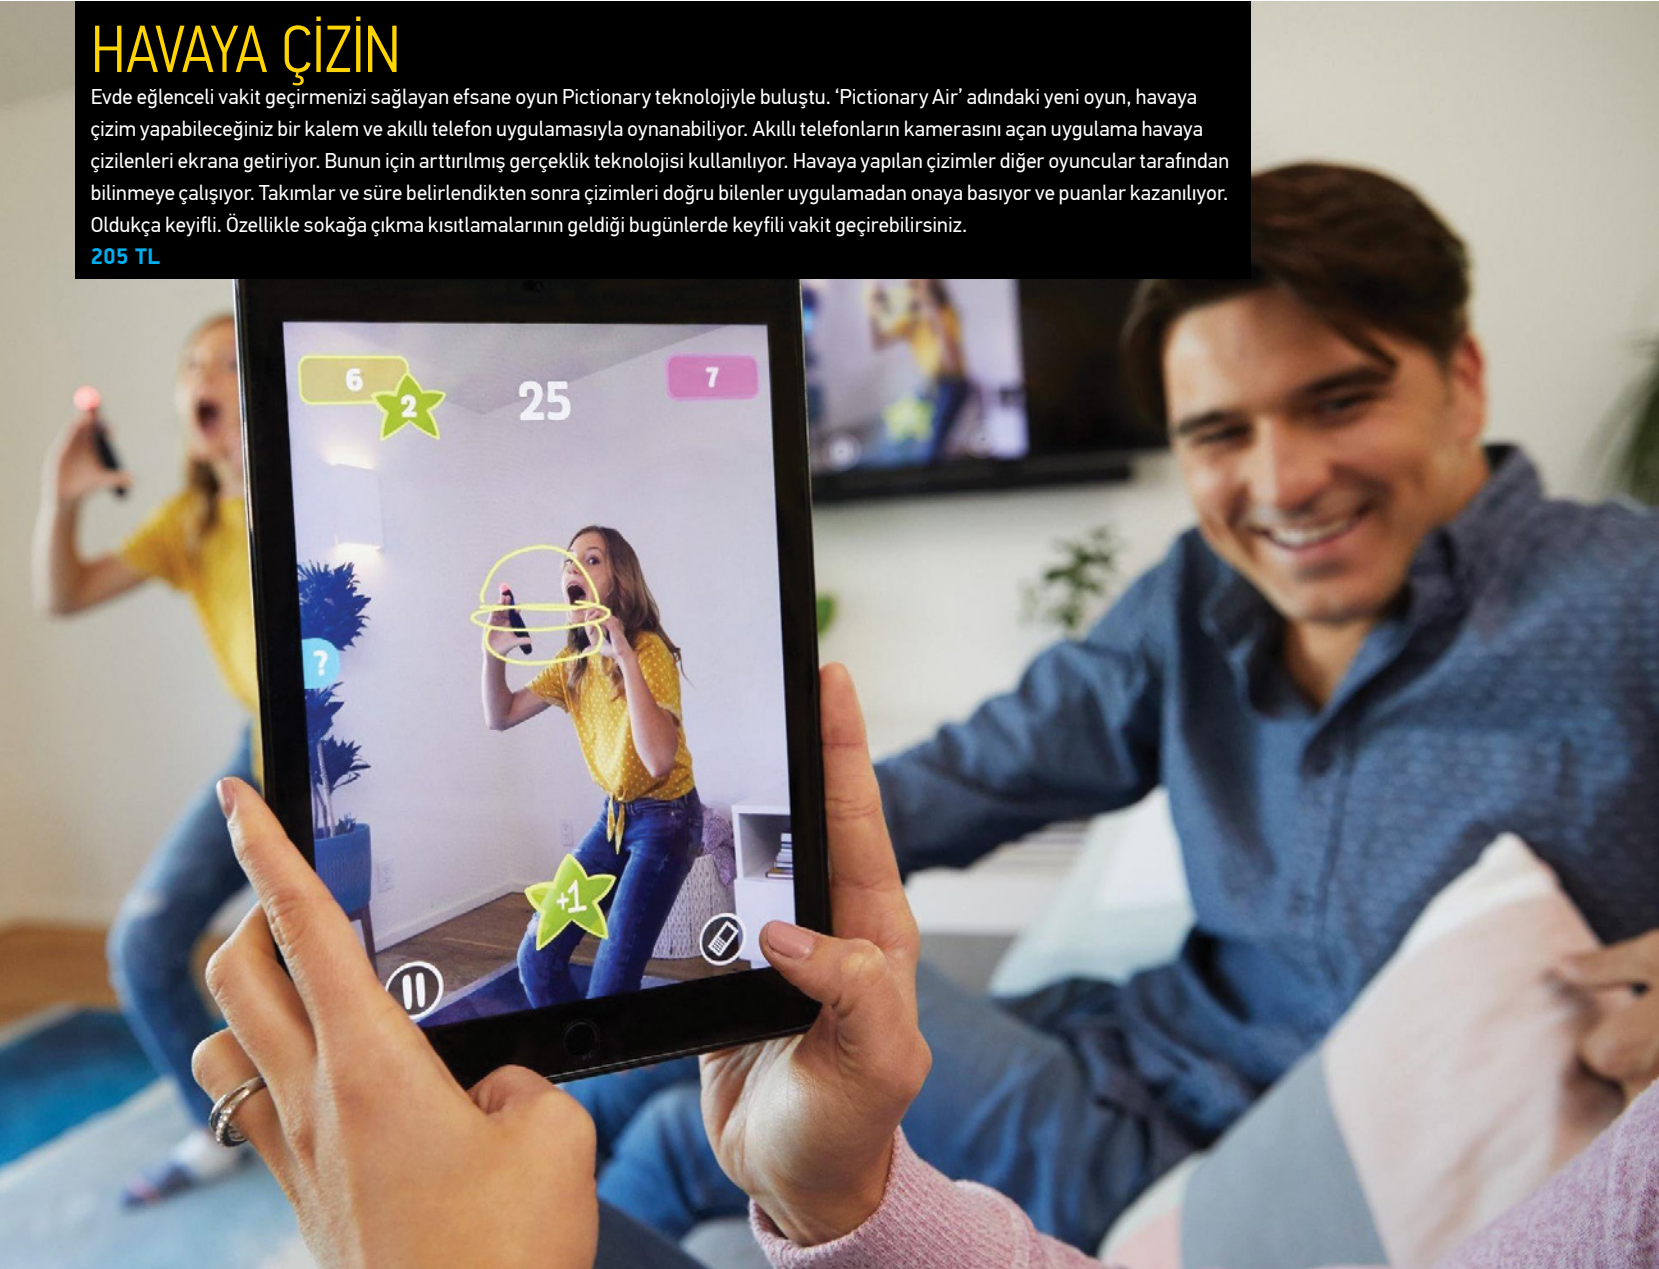 HAVAYA ÇİZİN
Evde eğlenceli vakit geçirmenizi sağlayan efsane oyun Pictionary teknolojiyle buluştu. ‘Pictionary Air’ adındaki yeni oyun, havaya
çizim yapabileceğiniz bir kalem ve akıllı telefon uygulamasıyla oynanabiliyor. Akıllı telefonların kamerasını açan uygulama havaya
çizilenleri ekrana getiriyor. Bunun için arttırılmış gerçeklik teknolojisi kullanılıyor. Havaya yapılan çizimler diğer oyuncular tarafından
bilinmeye çalışıyor. Takımlar ve süre belirlendikten sonra çizimleri doğru bilenler uygulamadan onaya basıyor ve puanlar kazanılıyor.
Oldukça keyifli. Özellikle sokağa çıkma kısıtlamalarının geldiği bugünlerde keyfili vakit geçirebilirsiniz.
205 TL
6
2
25
7
?
+1